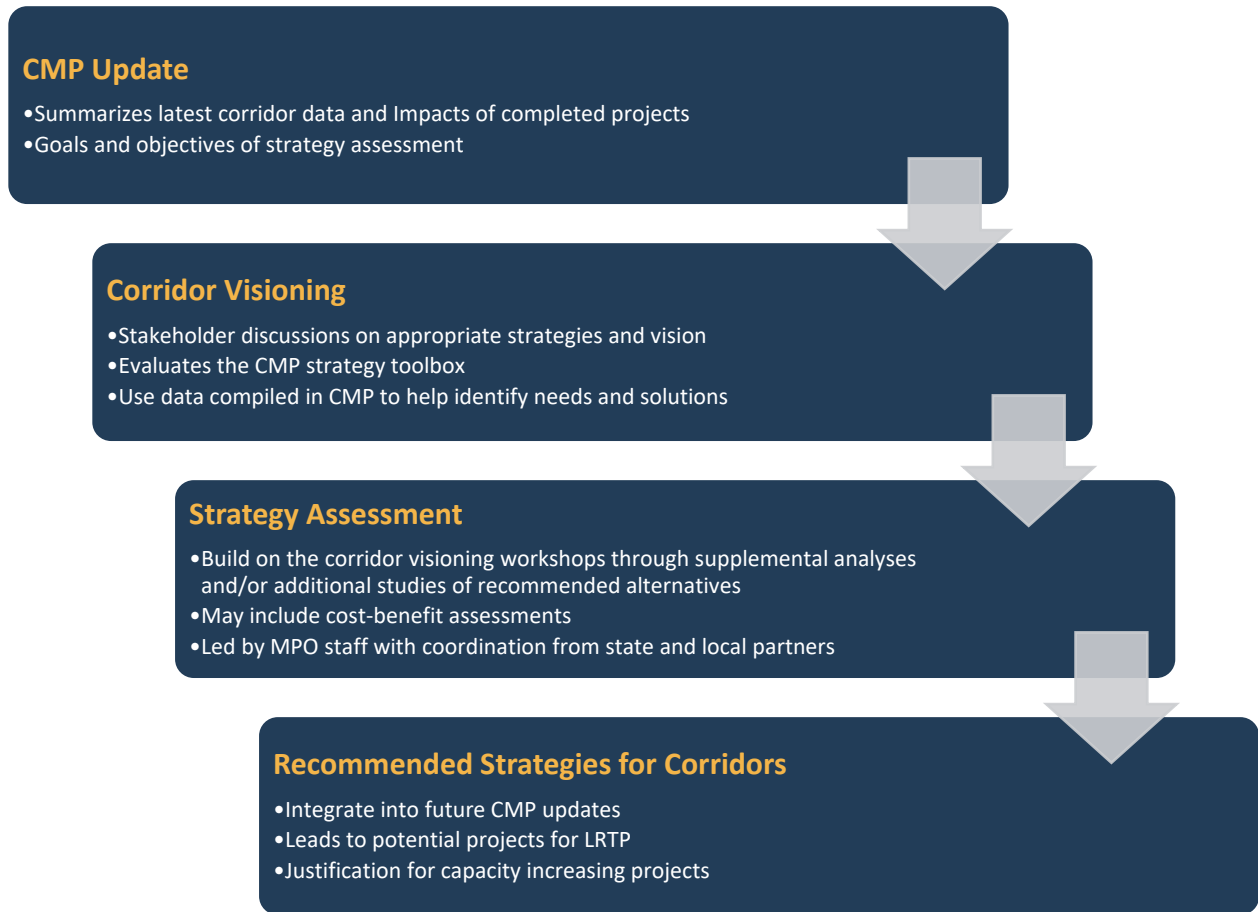 CMP Update
•Summarizes latest corridor data and Impacts of completed projects
•Goals and objectives of strategy assessment
Corridor Visioning
•Stakeholder discussions on appropriate strategies and vision
•Evaluates the CMP strategy toolbox
•Use data compiled in CMP to help identify needs and solutions
Strategy Assessment
•Build on the corridor visioning workshops through supplemental analyses
and/or additional studies of recommended alternatives
•May include cost-benefit assessments
•Led by MPO staff with coordination from state and local partners
Recommended Strategies for Corridors
•Integrate into future CMP updates
•Leads to potential projects for LRTP
•Justification for capacity increasing projects